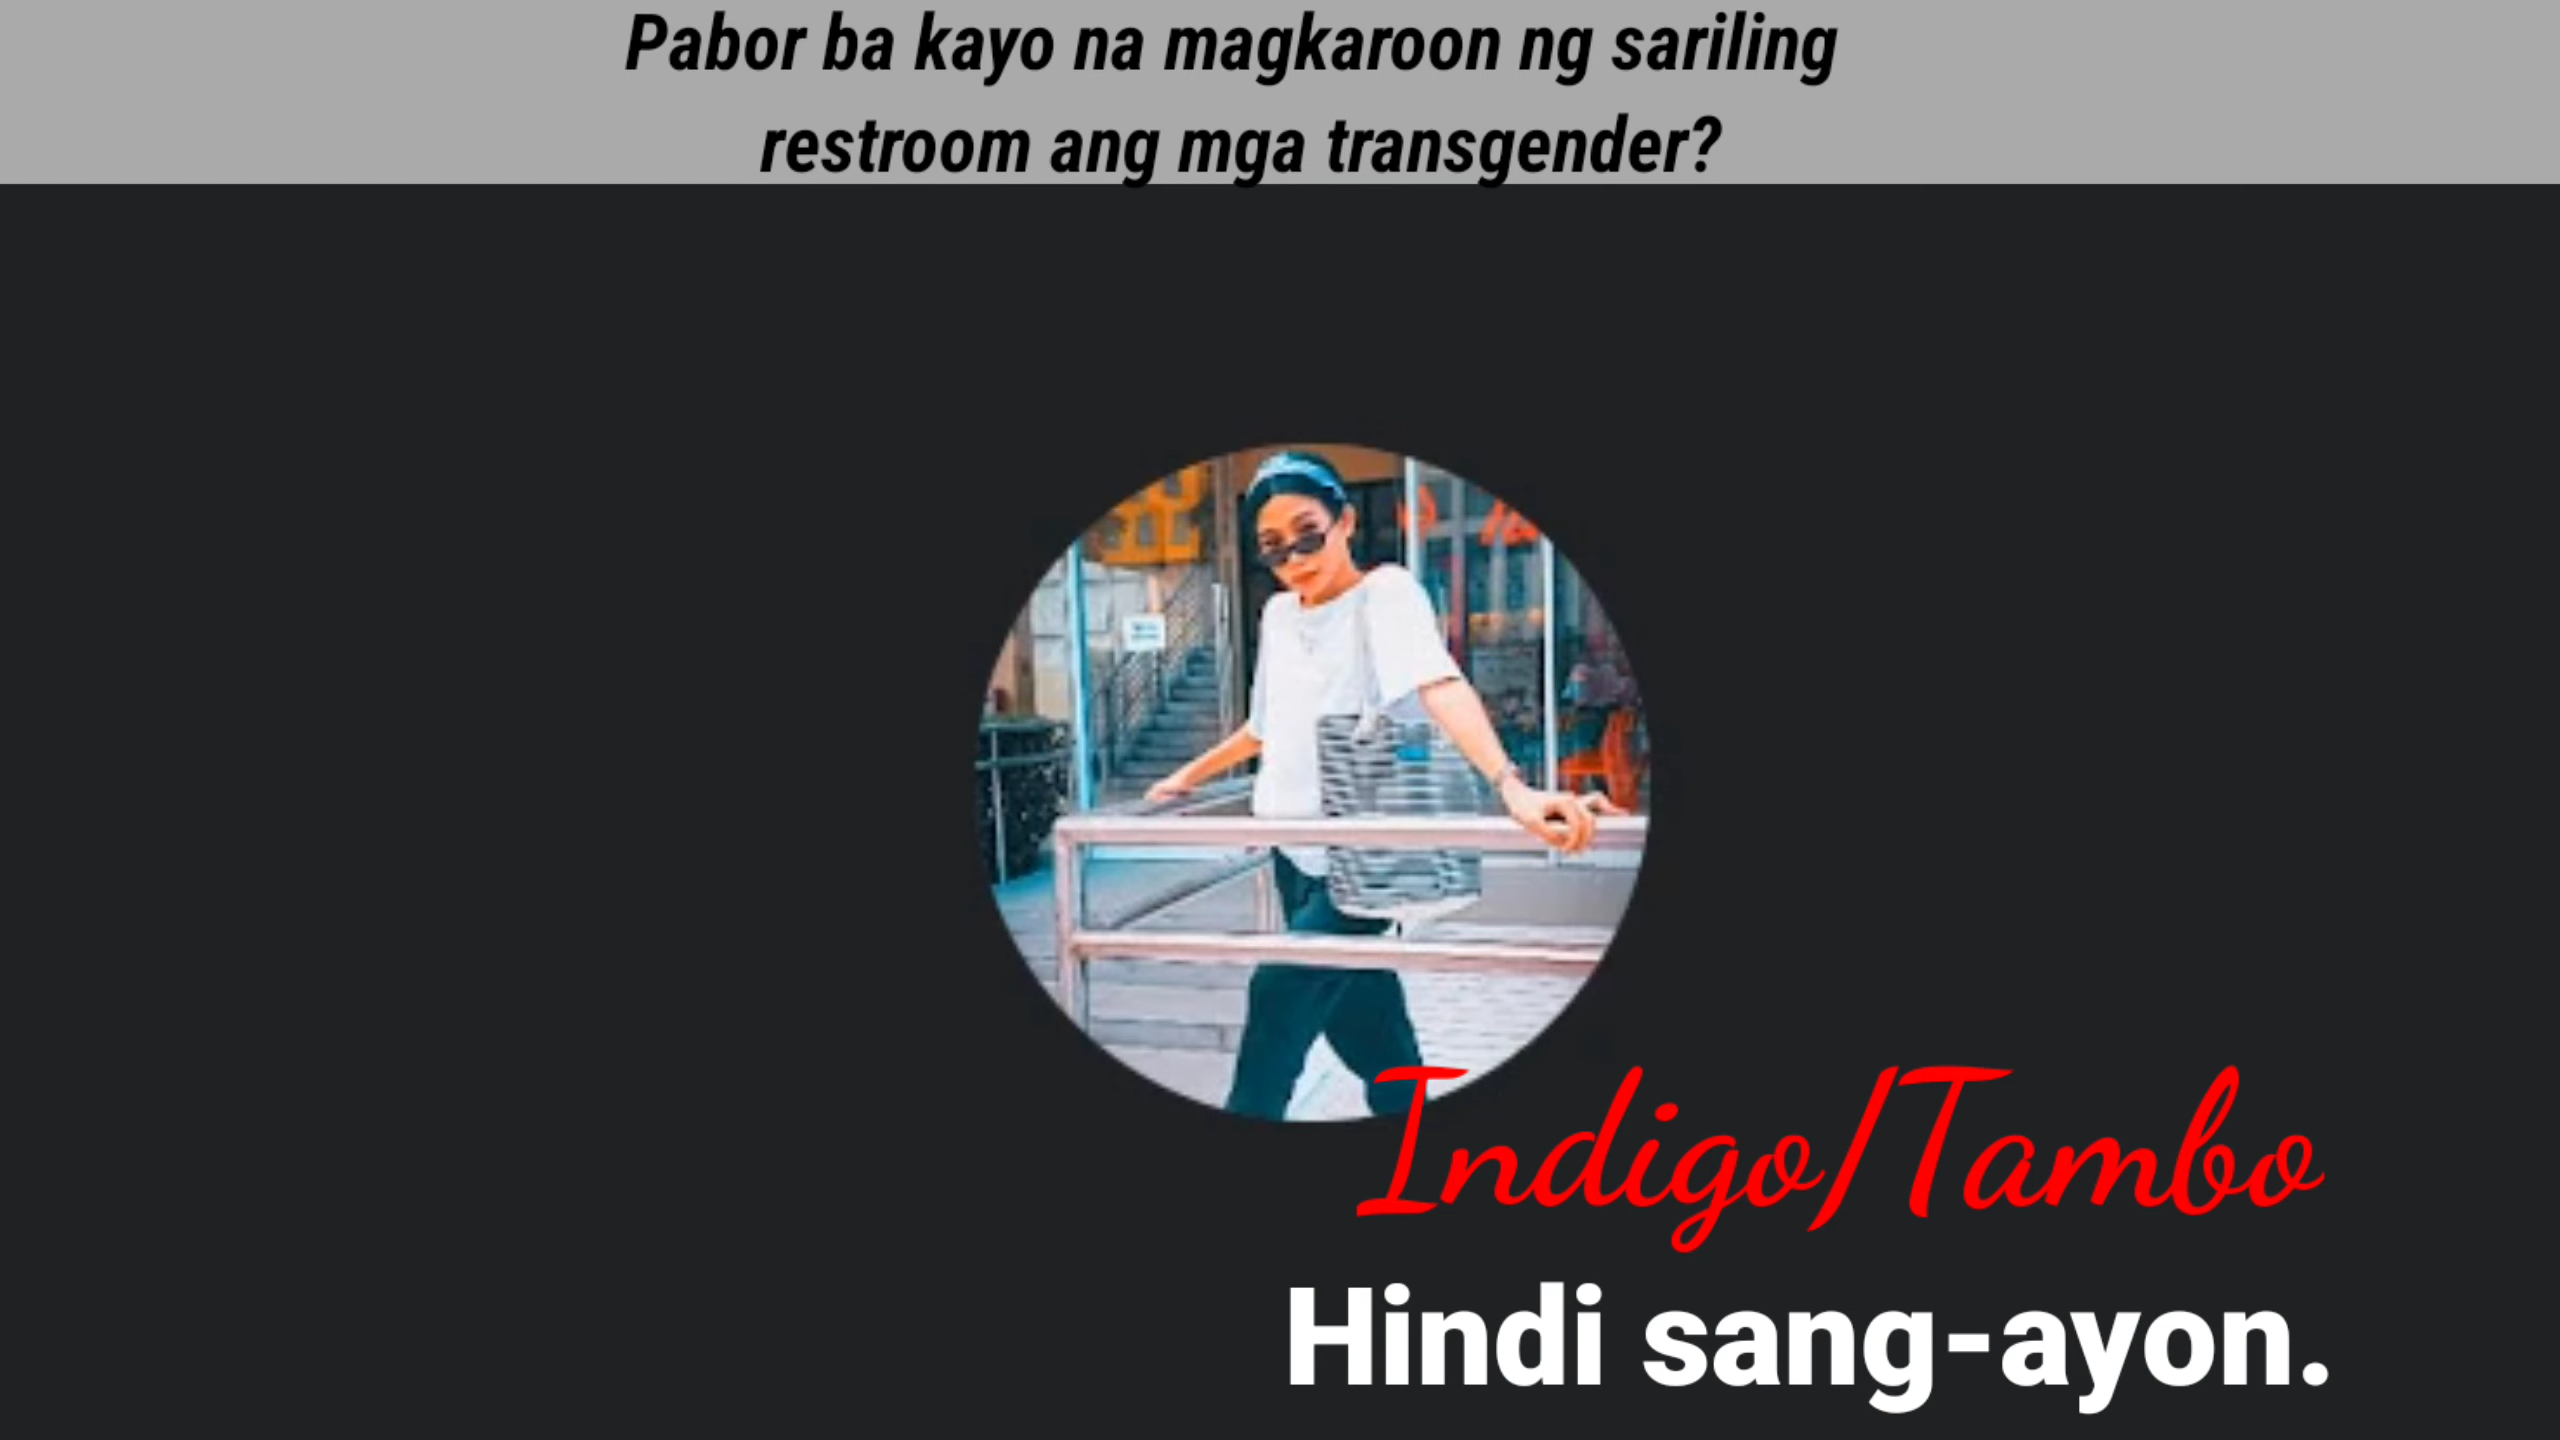 Pabor ba kayo na magkaroon ng sariling
restroom ang mga transgender?
Indigo/Tambo
Hindi sang-ayon.